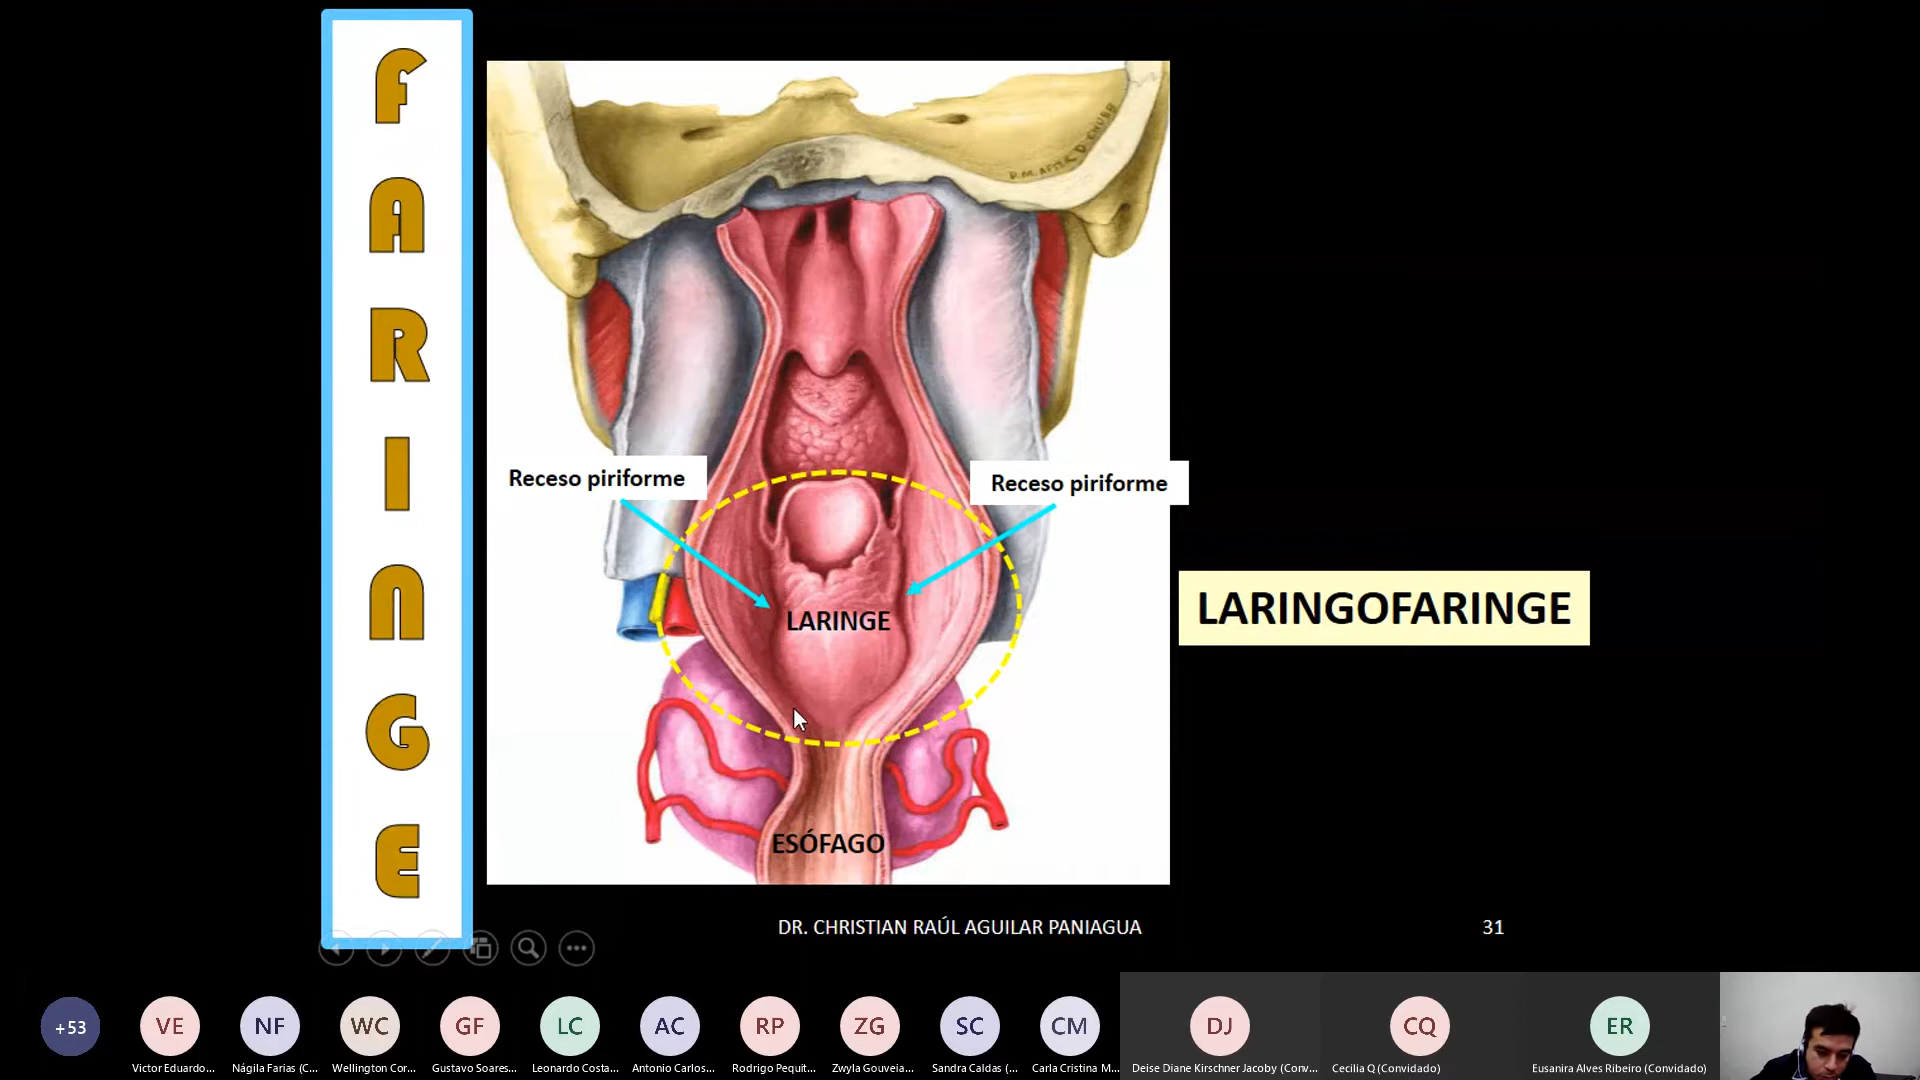 FARINGE
Receso piriforme
Receso piriforme
LARINGE
LARINGOFARINGE
ESÓFAGO
DR. CHRISTIAN RAÚL AGUILAR PANIAGUA
31
+53
VE
NF
WC
GF
LC
AC
RP
ZG
SC
CM
DJ
CQ
ER
Victor Eduardo...
Nágila Farias (C...
Wellington Cor...
Gustavo Soares...
Leonardo Costa...
Antonio Carlos...
Rodrigo Pequit...
Zwyla Gouveia...
Sandra Caldas (...
Carla Cristina M...
Deise Diane Kirschner Jacoby (Conv...
Cecilia Q (Convidado)
Eusanira Alves Ribeiro (Convidado)